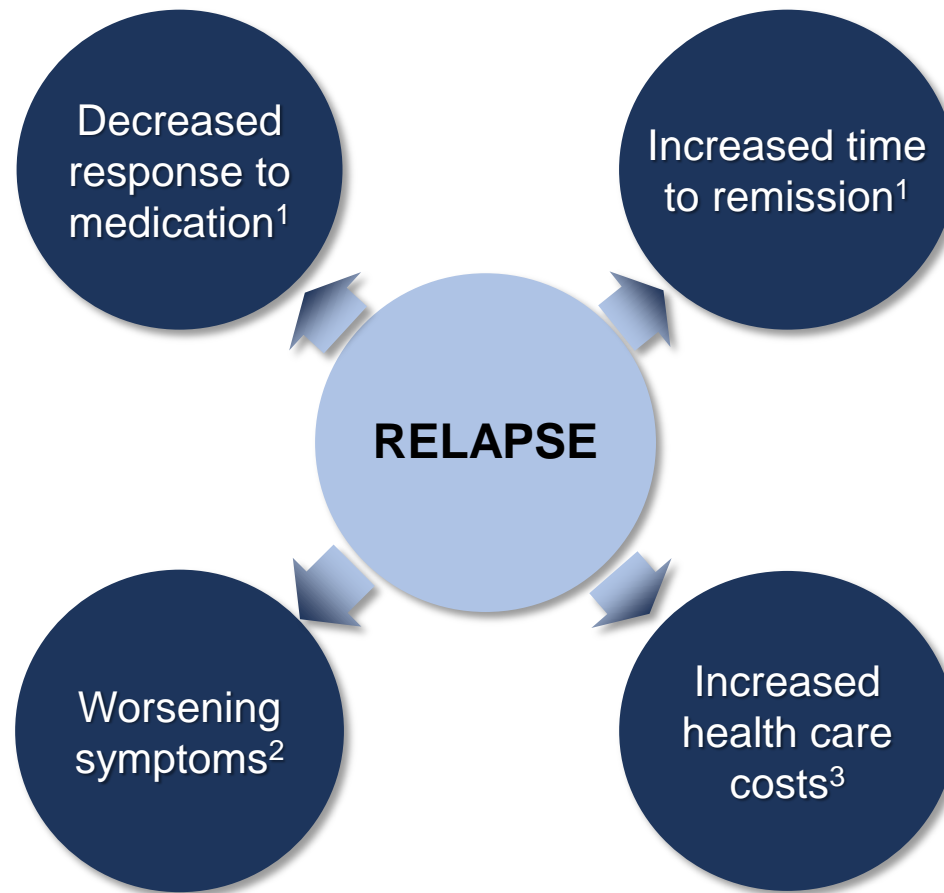 Decreased
response to
medication¹
Increased time
to remission¹
RELAPSE
Worsening
symptoms²
Increased
health care
costs³